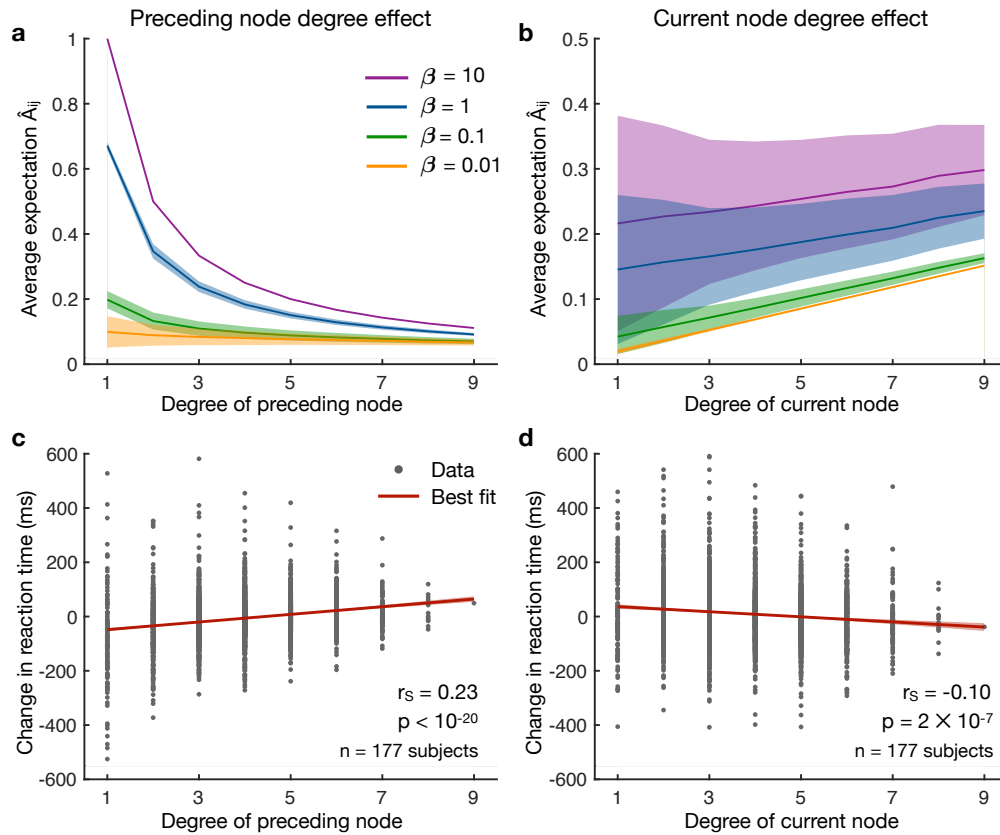 a
Preceding node degree effect
Average expectation Âij
1
0.8
0.6
0.4
0.2
0
β = 10
β = 1
β = 0.1
β = 0.01
1 3 5 7 9
Degree of preceding node
b
Current node degree effect
Average expectation Âij
0.5
0.4
0.3
0.2
0.1
0
1 3 5 7 9
Degree of current node
c
Change in reaction time (ms)
600
400
200
0
-200
-400
-600
Data
Best fit
rS = 0.23
p < 10⁻²⁰
n = 177 subjects
1 3 5 7 9
Degree of preceding node
d
Change in reaction time (ms)
600
400
200
0
-200
-400
-600
rS = -0.10
p = 2 × 10⁻⁷
n = 177 subjects
1 3 5 7 9
Degree of current node